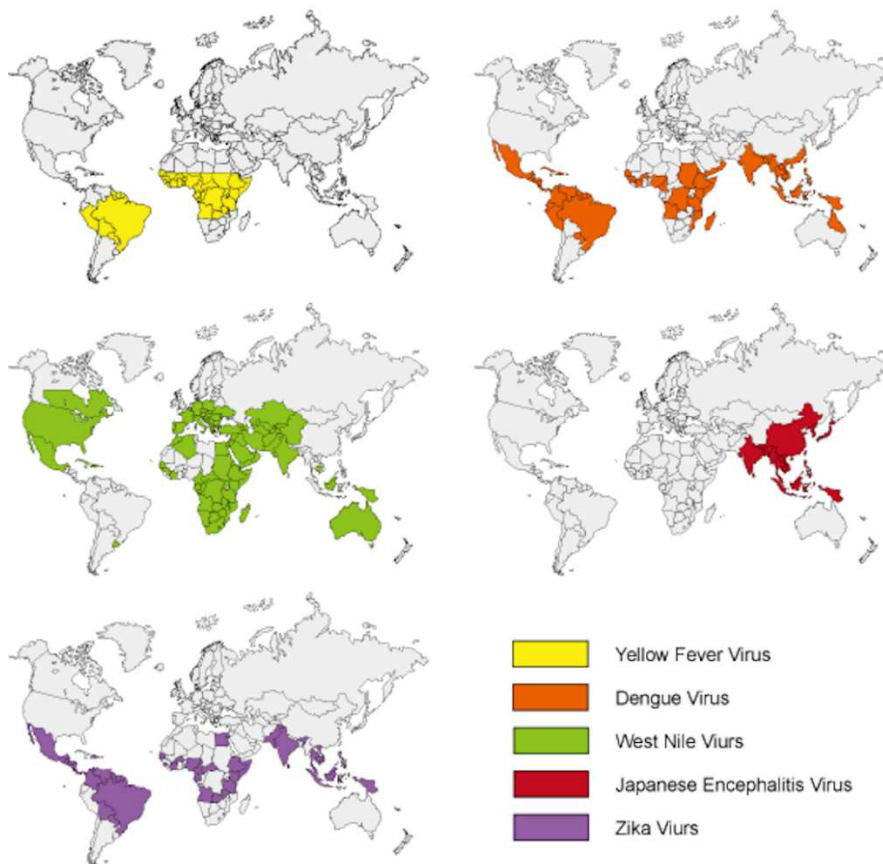 Yellow Fever Virus
Dengue Virus
West Nile Viurs
Japanese Encephalitis Virus
Zika Viurs